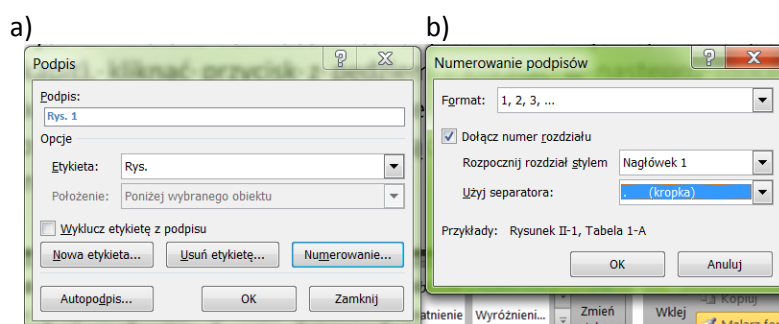 a)
Podpis
Podpis:
Rys. 1
Opcje
Etykieta: Rys.
Położenie: Poniżej wybranego obiektu
Wyklucz etykietę z podpisu
Nowa etykieta... Usuń etykietę... Numerowanie...
Autopodpis... OK Zamknij
b)
Numerowanie podpisów
Format: 1, 2, 3, ...
Dołącz numer rozdziału
Rozpocznij rozdział stylem Nagłówek 1
Użyj separatora: . (kropka)
Przykłady: Rysunek II-1, Tabela 1-A
OK Anuluj
Wyróżnieni... Zmień Wklej Kopiuj